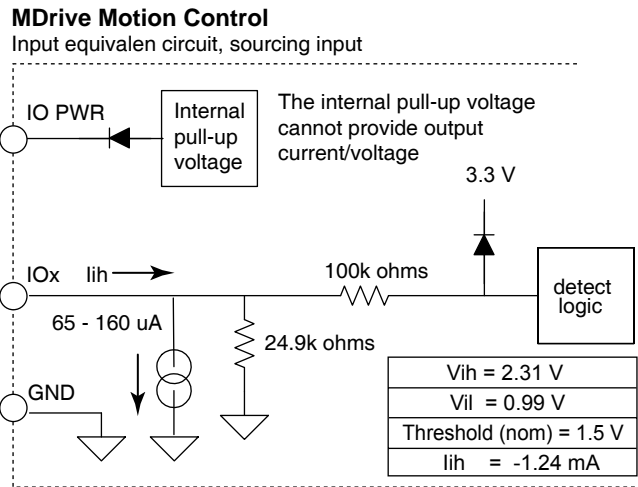 MDrive Motion Control
Input equivalen circuit, sourcing input
IO PWR
Internal
pull-up
voltage
The internal pull-up voltage
cannot provide output
current/voltage
3.3 V
IOx
Iih
100k ohms
detect
logic
65 - 160 uA
24.9k ohms
GND
Vih = 2.31 V
Vil = 0.99 V
Threshold (nom) = 1.5 V
Iih = -1.24 mA